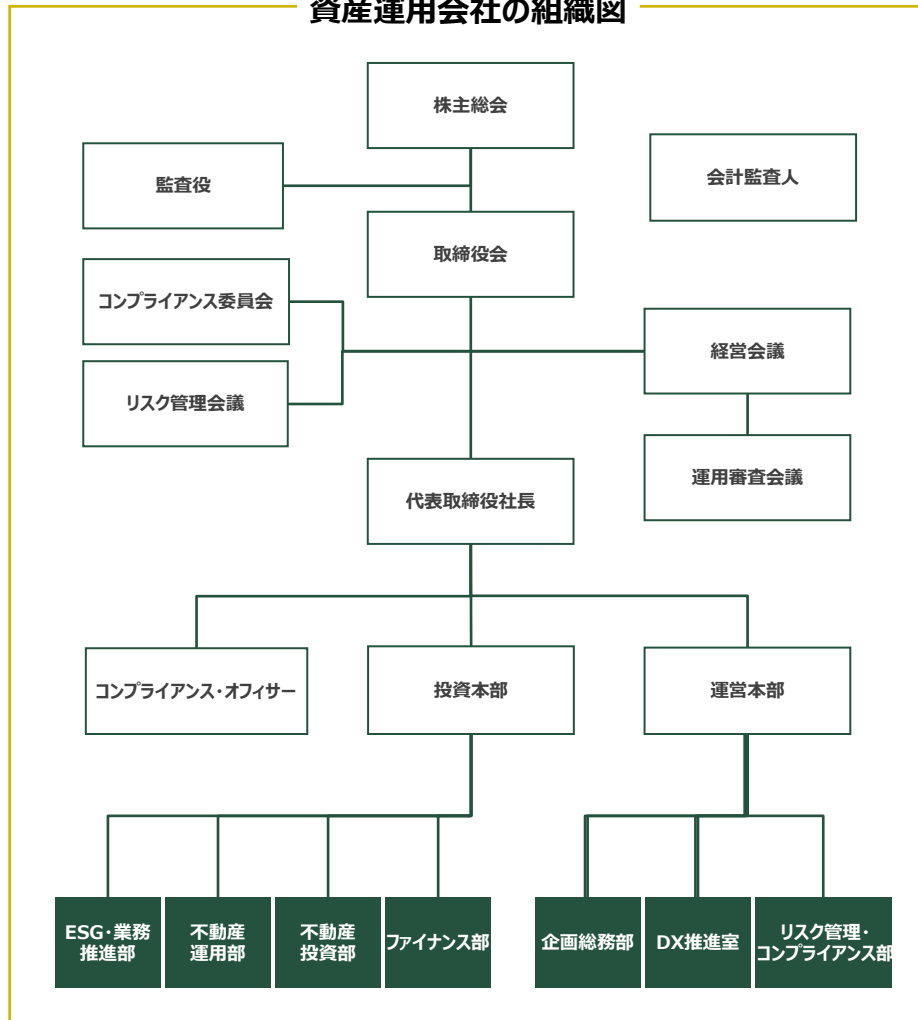 資産運用会社の組織図
株主総会
監査役
会計監査人
取締役会
コンプライアンス委員会
経営会議
リスク管理会議
運用審査会議
代表取締役社長
コンプライアンス・オフィサー
投資本部
運営本部
ESG・業務
推進部
不動産
運用部
不動産
投資部
ファイナンス部
企画総務部
DX推進室
リスク管理・
コンプライアンス部